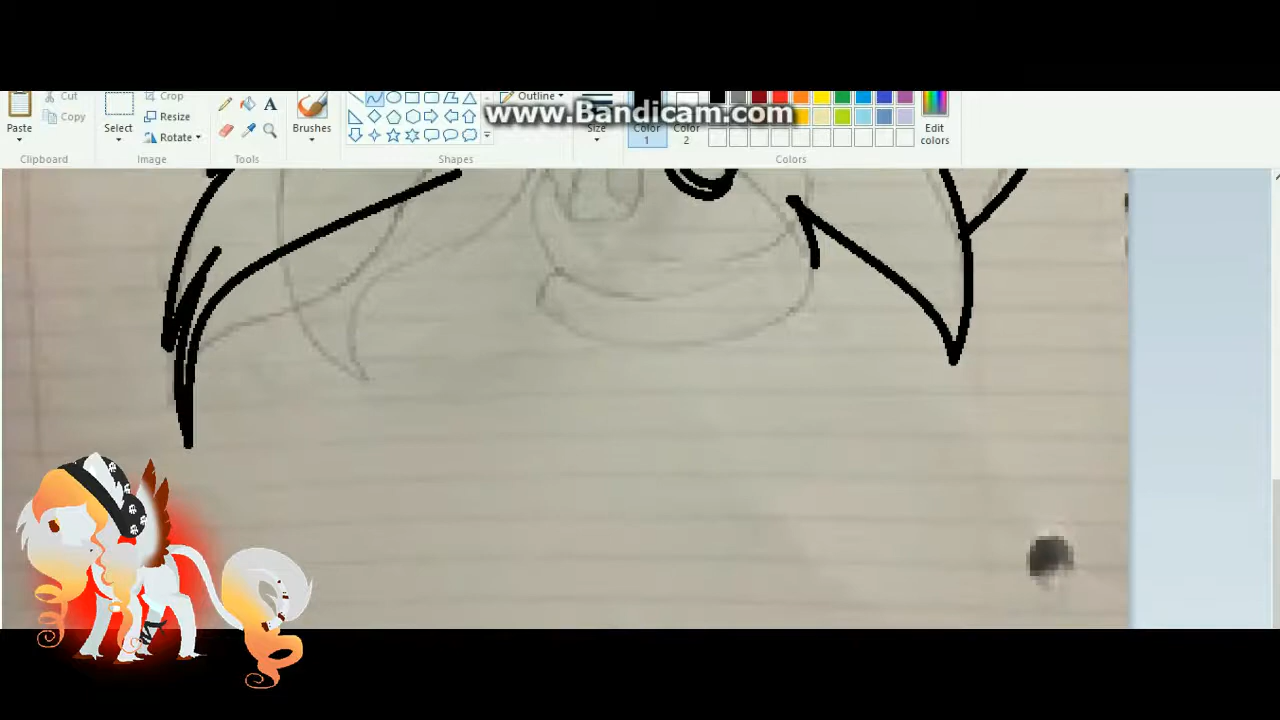 www.Bandicam.com
Cut
Crop
Outline
Copy
Resize
Paste
Select
Rotate
Brushes
Size
Color 1
Color 2
Edit colors
Clipboard
Image
Tools
Shapes
Colors
A